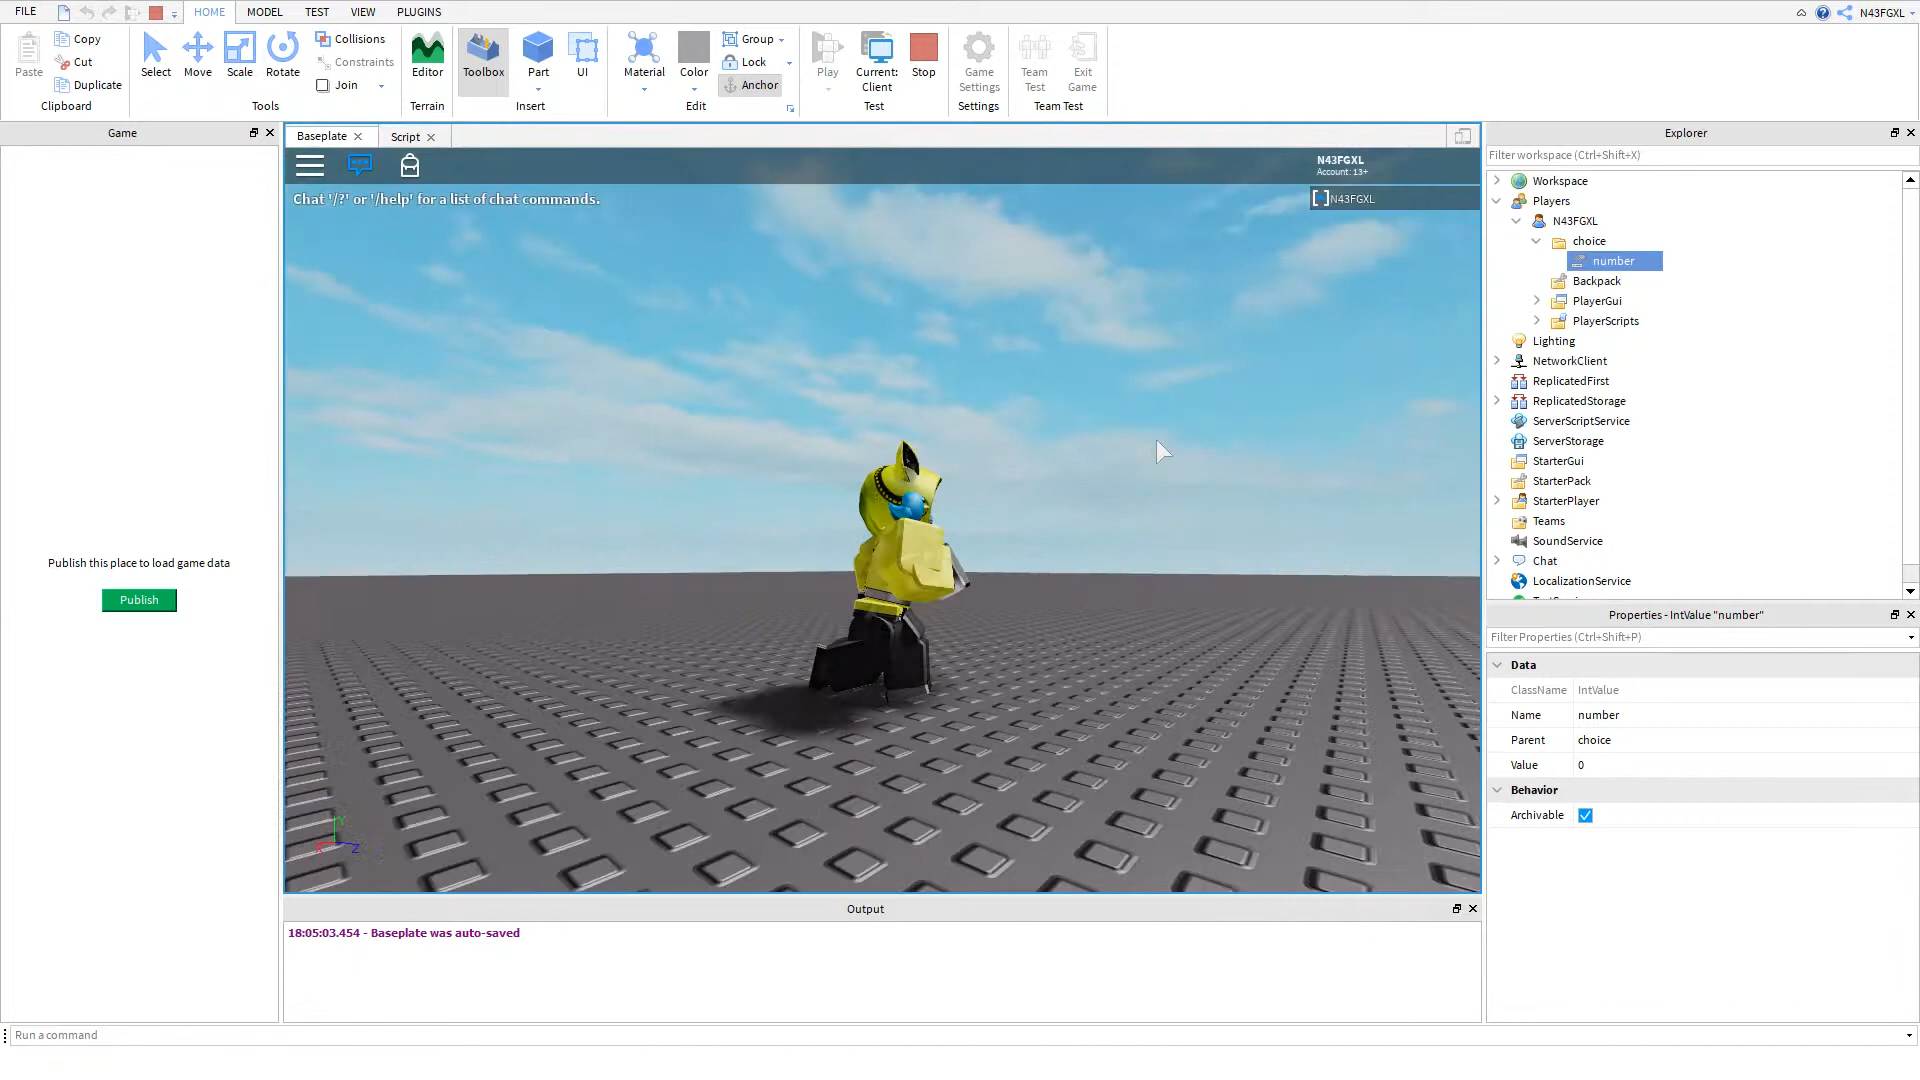 FILE
HOME
MODEL
TEST
VIEW
PLUGINS
N43FGXL
Paste
Copy
Cut
Duplicate
Clipboard
Select
Move
Scale
Rotate
Collisions
Constraints
Join
Tools
Editor
Terrain
Toolbox
Part
UI
Insert
Material
Color
Group
Lock
Anchor
Edit
Play
Current:
Client
Stop
Test
Game
Settings
Settings
Team
Test
Exit
Game
Team Test
Game
Publish this place to load game data
Publish
Baseplate
Script
N43FGXL
Account: 13+
N43FGXL
Chat '/?' or '/help' for a list of chat commands.
Y
X
Z
Output
18:05:03.454 - Baseplate was auto-saved
Run a command
Explorer
Filter workspace (Ctrl+Shift+X)
Workspace
Players
N43FGXL
choice
number
Backpack
PlayerGui
PlayerScripts
Lighting
NetworkClient
ReplicatedFirst
ReplicatedStorage
ServerScriptService
ServerStorage
StarterGui
StarterPack
StarterPlayer
Teams
SoundService
Chat
LocalizationService
Properties - IntValue "number"
Filter Properties (Ctrl+Shift+P)
Data
ClassName IntValue
Name number
Parent choice
Value 0
Behavior
Archivable